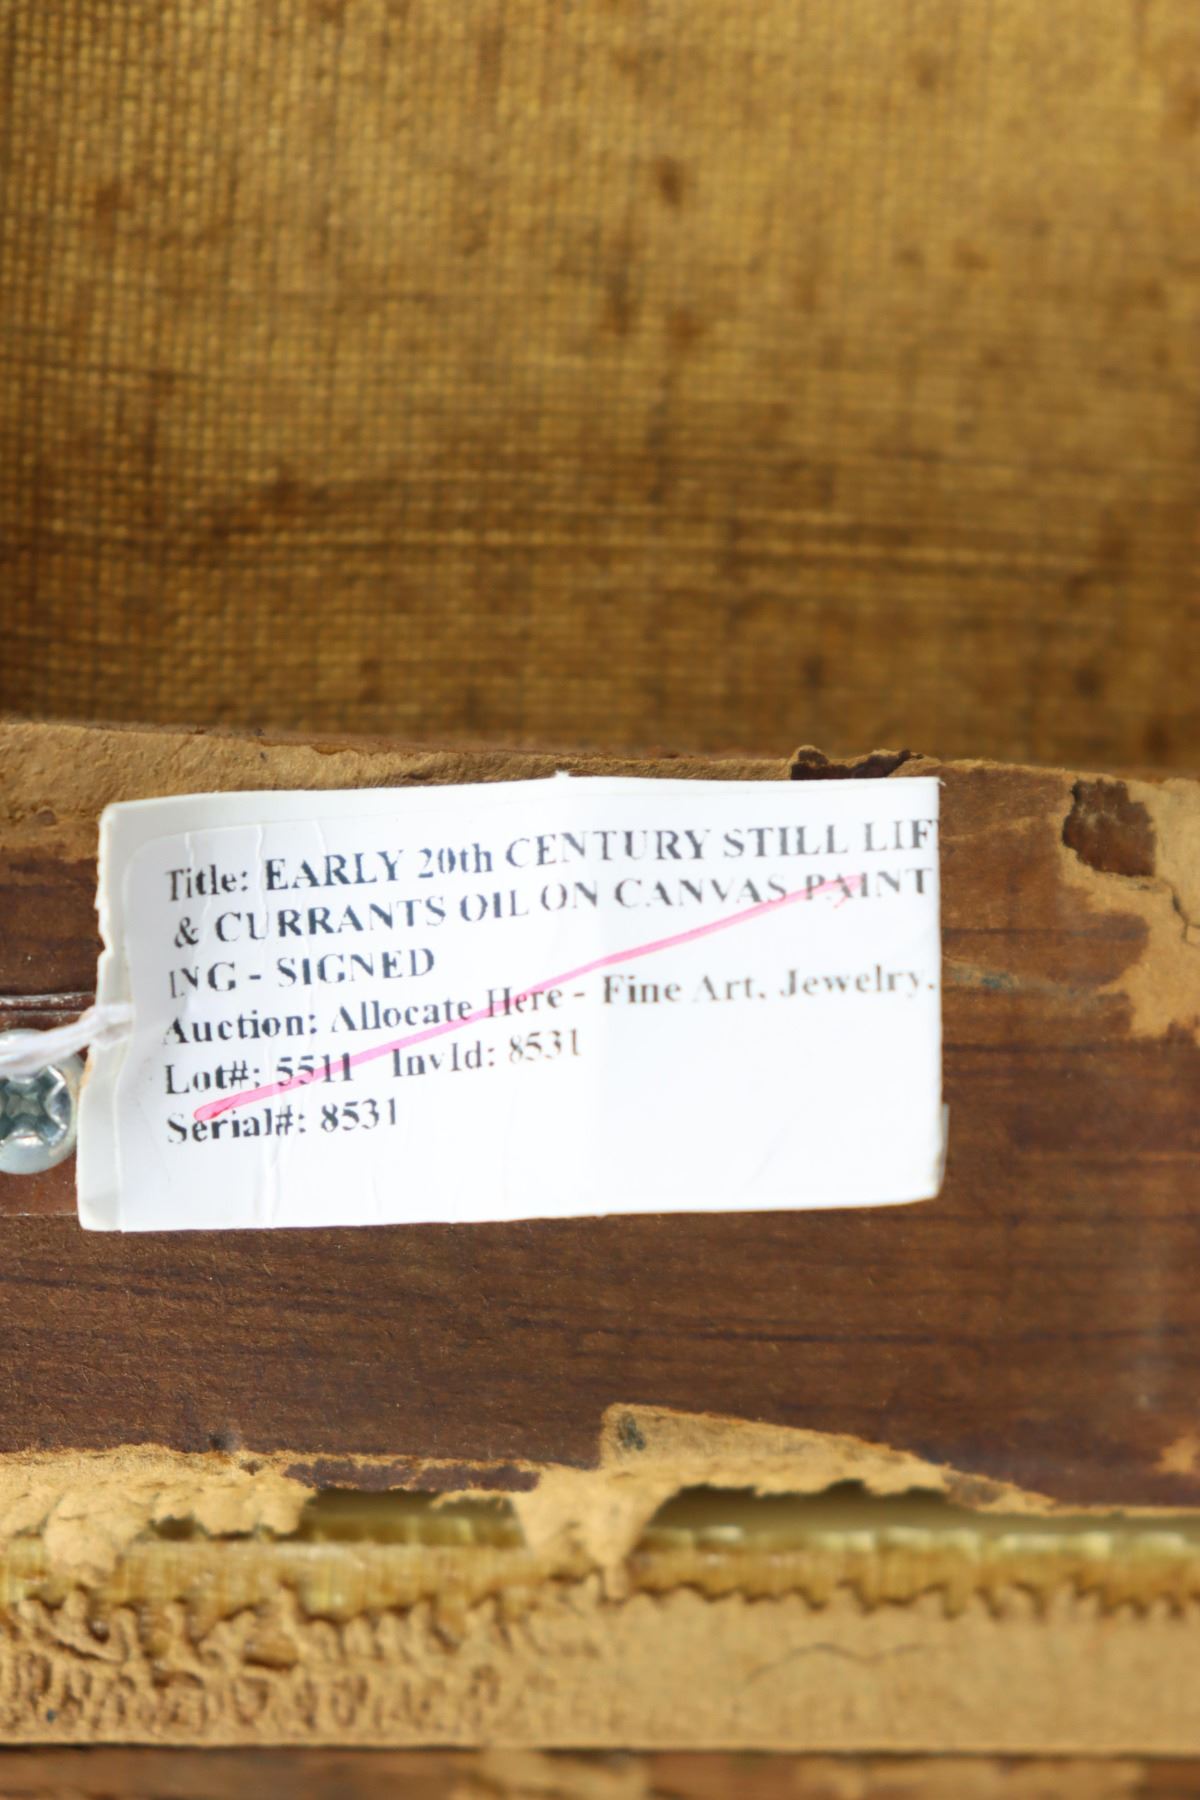 Title: EARLY 20th CENTURY STILL LIF
& CURRANTS OIL ON CANVAS PAINT
ING - SIGNED
Auction: Allocate Here - Fine Art, Jewelry,
Lot#: 5511 InvId: 8531
Serial#: 8531